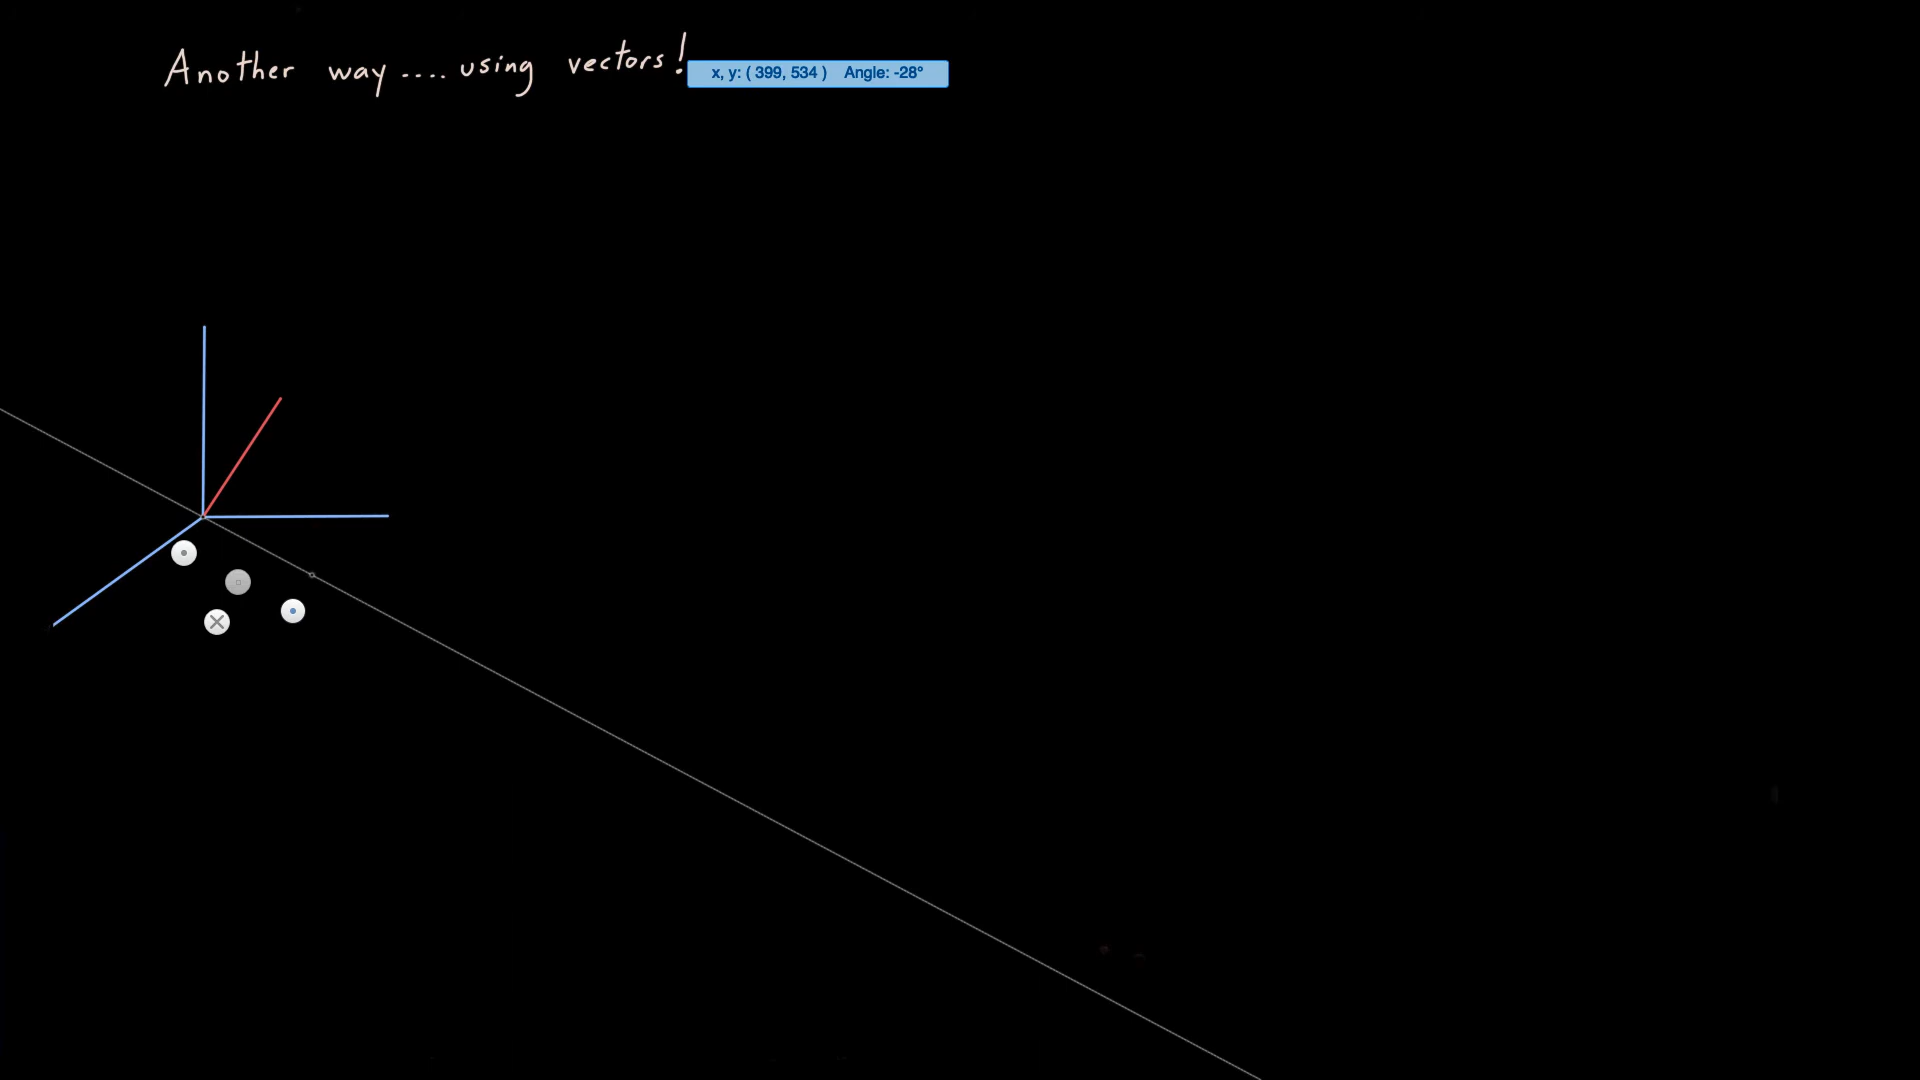 Another way .... using vectors!
x, y: ( 399, 534 ) Angle: -28°